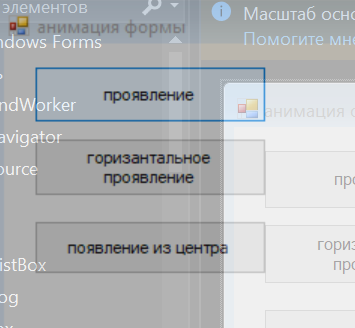 элементов
анимация формы
Масштаб осно
ndows Forms
Помогите мне
ndWorker
проявление
avigator
анимация
горизантальное
проявление
ource
про
гориз
про
появление из центра
istBox
og